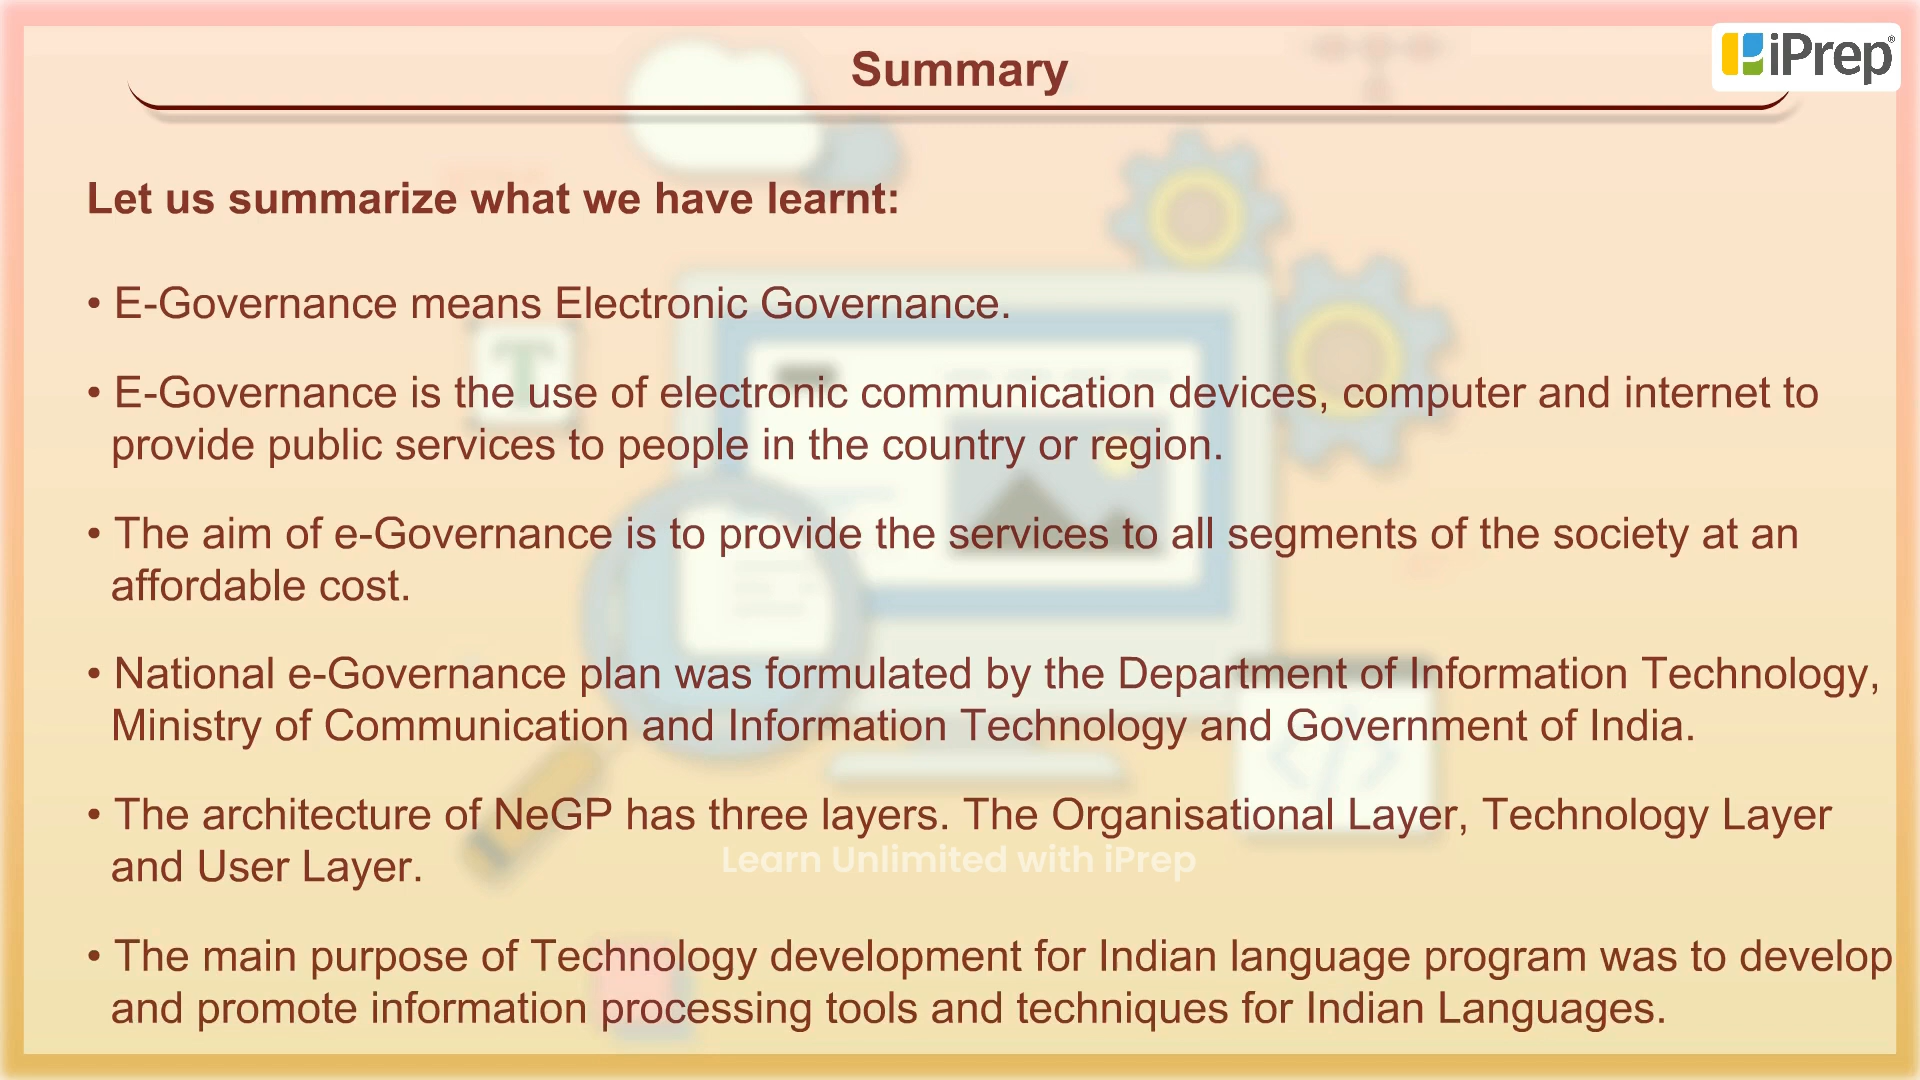 Summary
iPrep®
Let us summarize what we have learnt:
• E-Governance means Electronic Governance.
• E-Governance is the use of electronic communication devices, computer and internet to
provide public services to people in the country or region.
• The aim of e-Governance is to provide the services to all segments of the society at an
affordable cost.
• National e-Governance plan was formulated by the Department of Information Technology,
Ministry of Communication and Information Technology and Government of India.
• The architecture of NeGP has three layers. The Organisational Layer, Technology Layer
and User Layer.
Learn Unlimited with iPrep
• The main purpose of Technology development for Indian language program was to develop
and promote information processing tools and techniques for Indian Languages.